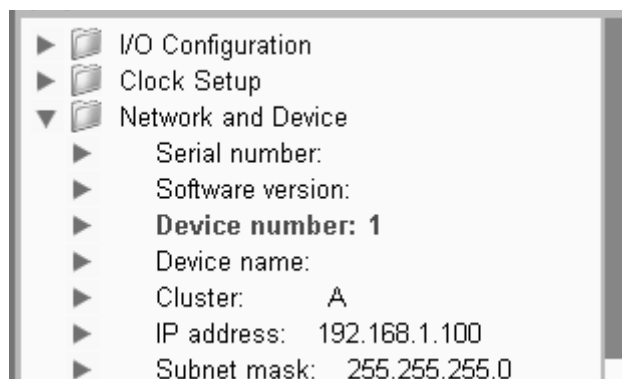 I/O Configuration
Clock Setup
Network and Device
Serial number:
Software version:
Device number: 1
Device name:
Cluster: A
IP address: 192.168.1.100
Subnet mask: 255.255.255.0